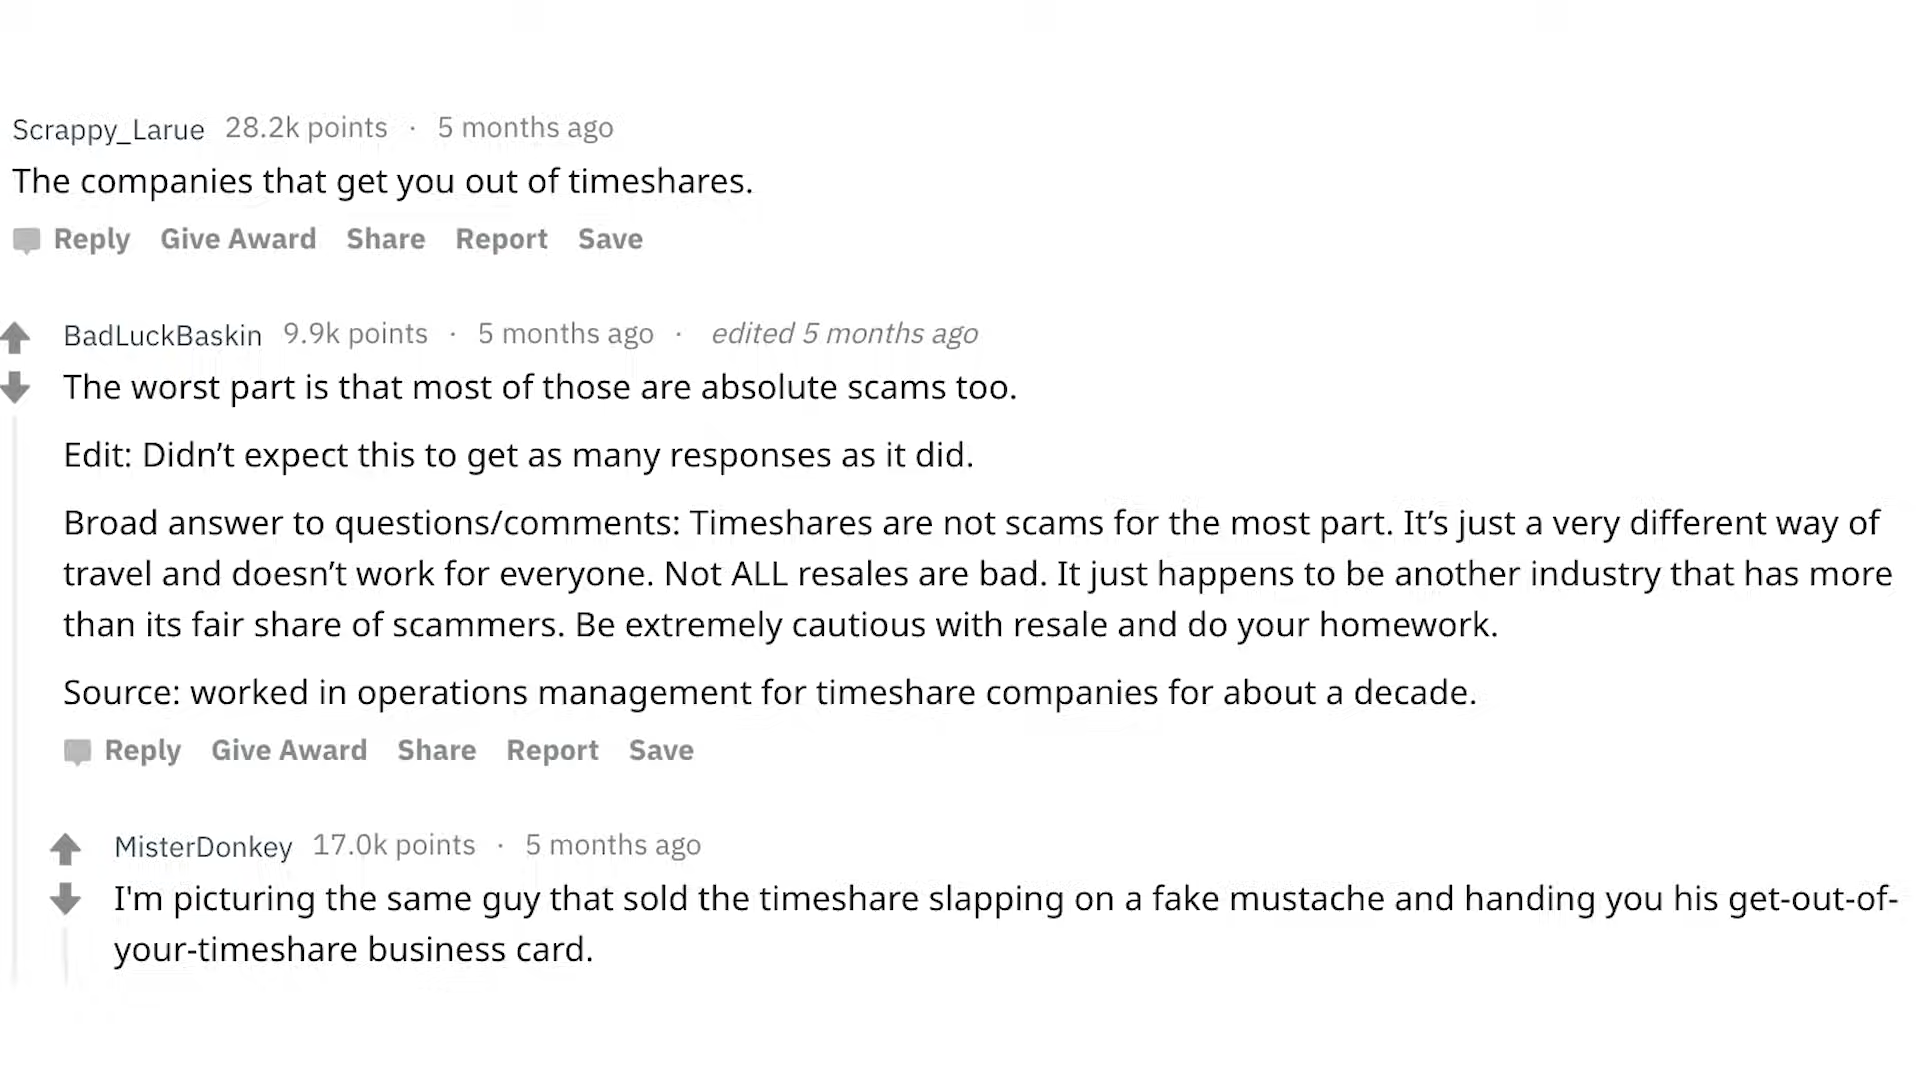 Scrappy_Larue 28.2k points · 5 months ago
The companies that get you out of timeshares.
Reply Give Award Share Report Save
BadLuckBaskin 9.9k points · 5 months ago · edited 5 months ago
The worst part is that most of those are absolute scams too.
Edit: Didn’t expect this to get as many responses as it did.
Broad answer to questions/comments: Timeshares are not scams for the most part. It’s just a very different way of
travel and doesn’t work for everyone. Not ALL resales are bad. It just happens to be another industry that has more
than its fair share of scammers. Be extremely cautious with resale and do your homework.
Source: worked in operations management for timeshare companies for about a decade.
Reply Give Award Share Report Save
MisterDonkey 17.0k points · 5 months ago
I'm picturing the same guy that sold the timeshare slapping on a fake mustache and handing you his get-out-of-
your-timeshare business card.